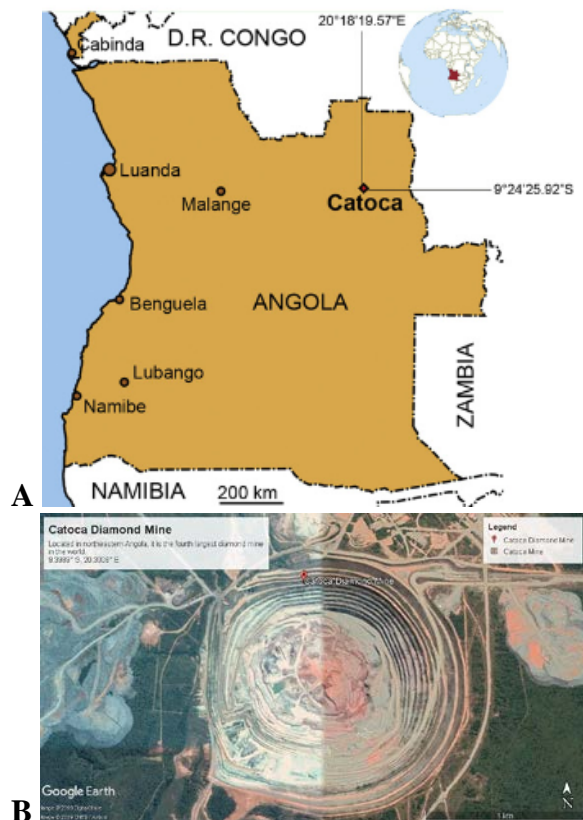 20°18'19.57"E
Cabinda
D.R. CONGO
Luanda
Malange
Catoca
9°24'25.92"S
Benguela
ANGOLA
Lubango
Namibe
ZAMBIA
A
NAMIBIA
200 km
Catoca Diamond Mine
Located in northeastern Angola, it is the fourth largest diamond mine
in the world.
Legend
Catoca Diamond Mine
Catoca Mine
Catoca Diamond Mine
Google Earth
N
1 km
B